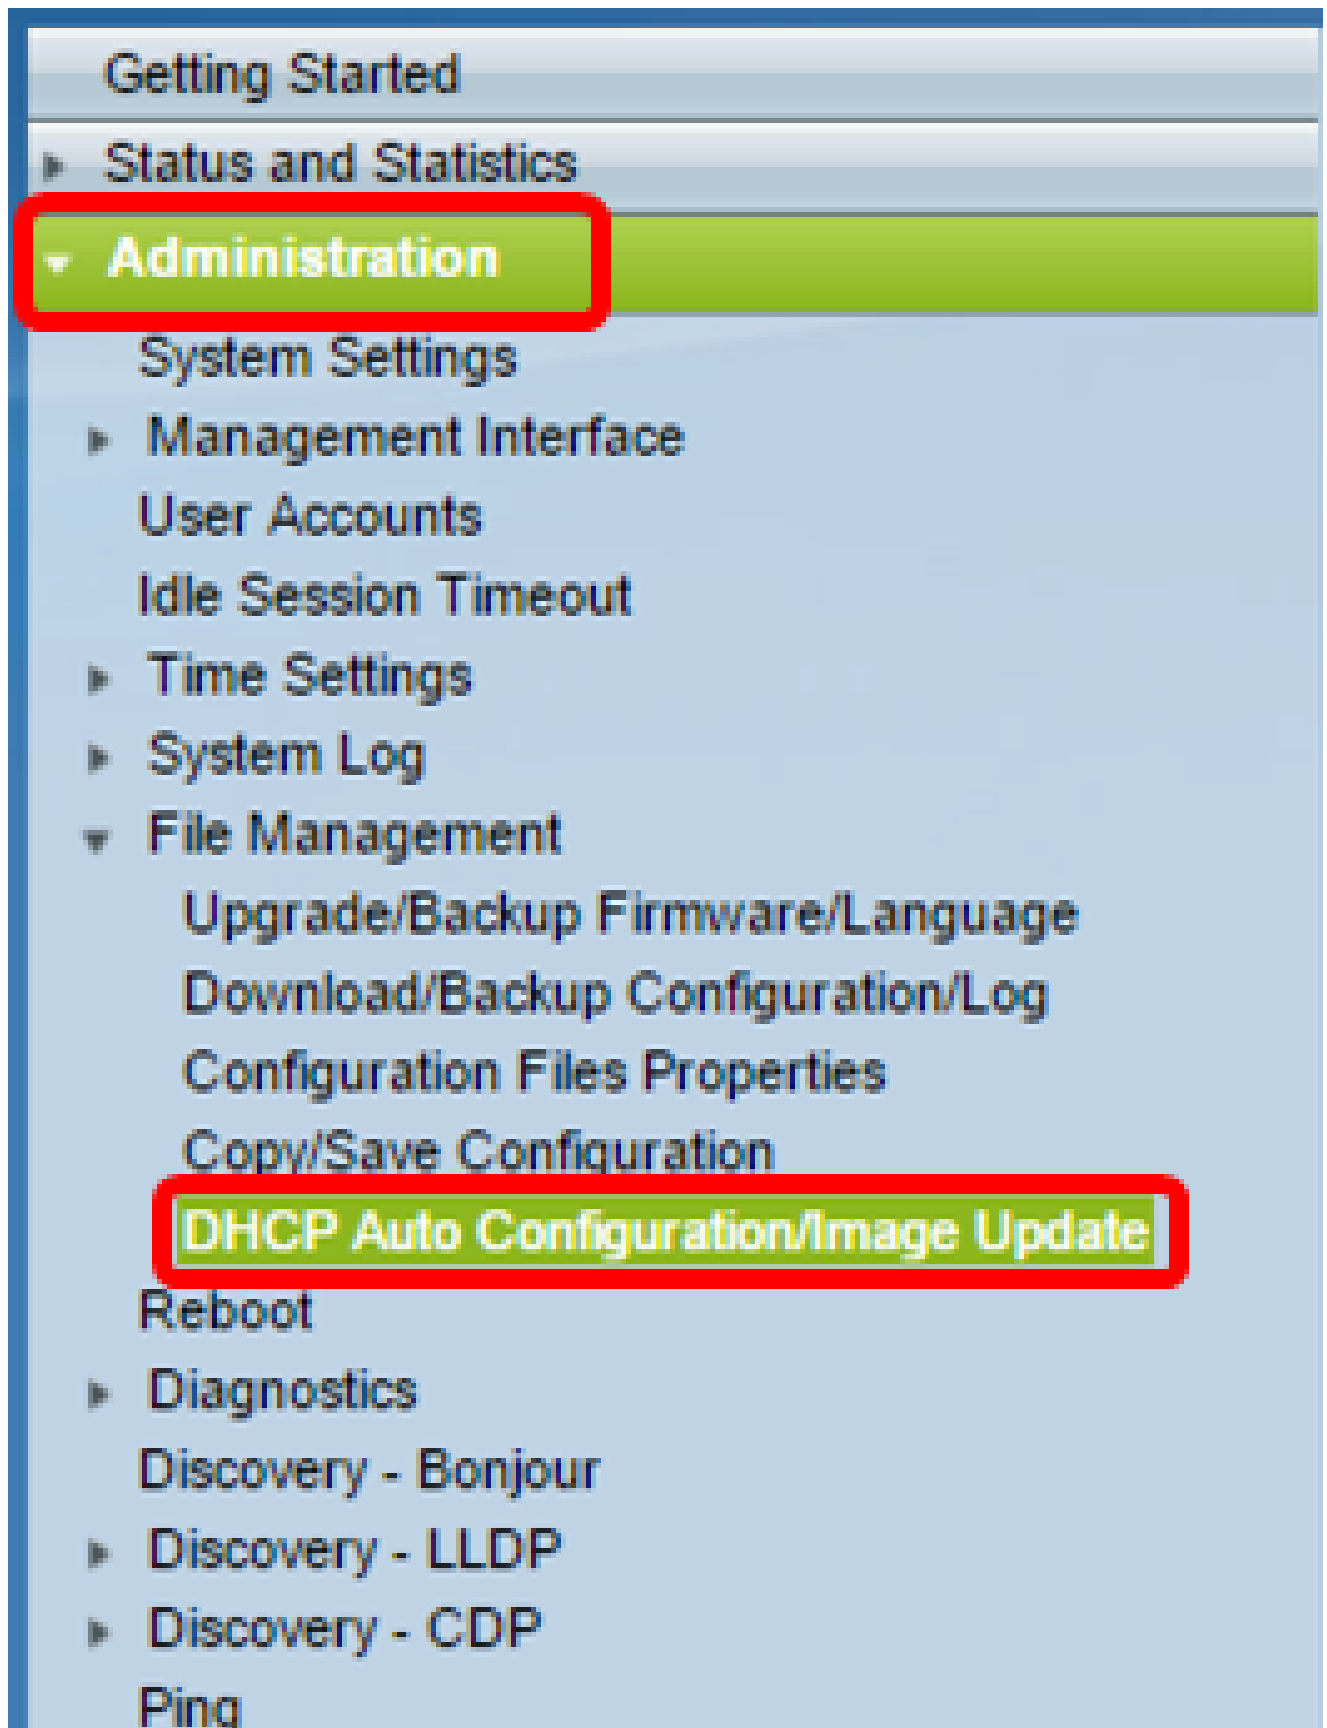 Getting Started
Status and Statistics
Administration
System Settings
Management Interface
User Accounts
Idle Session Timeout
Time Settings
System Log
File Management
Upgrade/Backup Firmware/Language
Download/Backup Configuration/Log
Configuration Files Properties
Copy/Save Configuration
DHCP Auto Configuration/Image Update
Reboot
Diagnostics
Discovery - Bonjour
Discovery - LLDP
Discovery - CDP
Ping